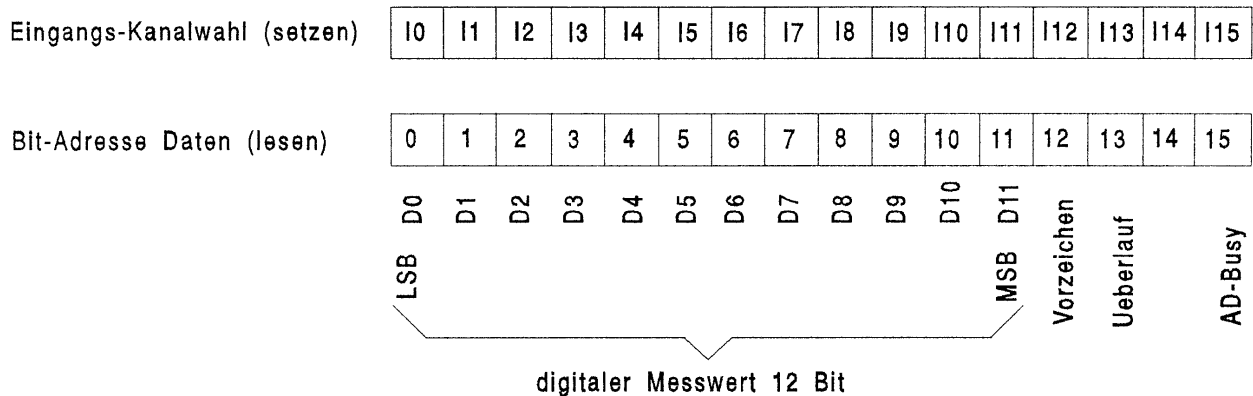 Eingangs-Kanalwahl (setzen) I0 I1 I2 I3 I4 I5 I6 I7 I8 I9 I10 I11 I12 I13 I14 I15
Bit-Adresse Daten (lesen) 0 1 2 3 4 5 6 7 8 9 10 11 12 13 14 15
D0 D1 D2 D3 D4 D5 D6 D7 D8 D9 D10 D11 Vorzeichen Ueberlauf AD-Busy
LSB MSB
digitaler Messwert 12 Bit